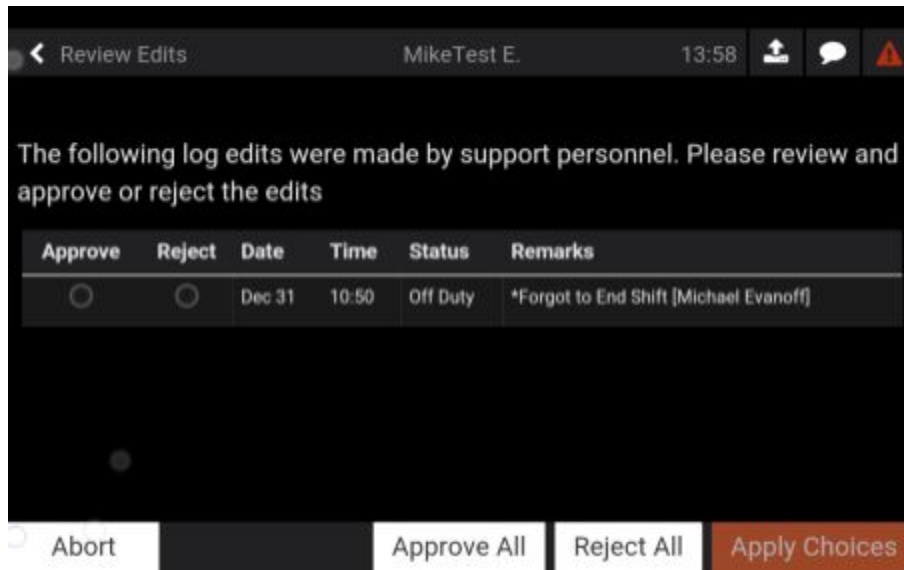 Review Edits MikeTest E. 13:58
The following log edits were made by support personnel. Please review and
approve or reject the edits
Approve Reject Date Time Status Remarks
Dec 31 10:50 Off Duty *Forgot to End Shift [Michael Evanoff]
Abort Approve All Reject All Apply Choices